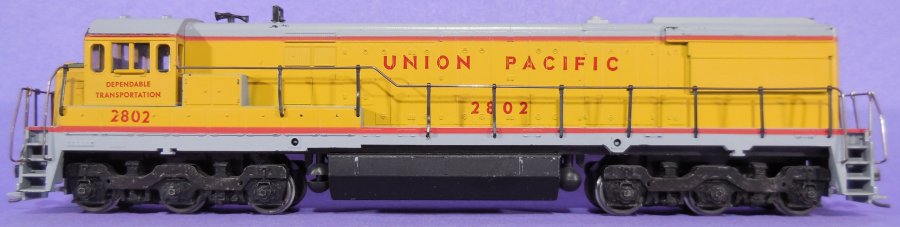 UNION PACIFIC
DEPENDABLE
TRANSPORTATION
2802
2802